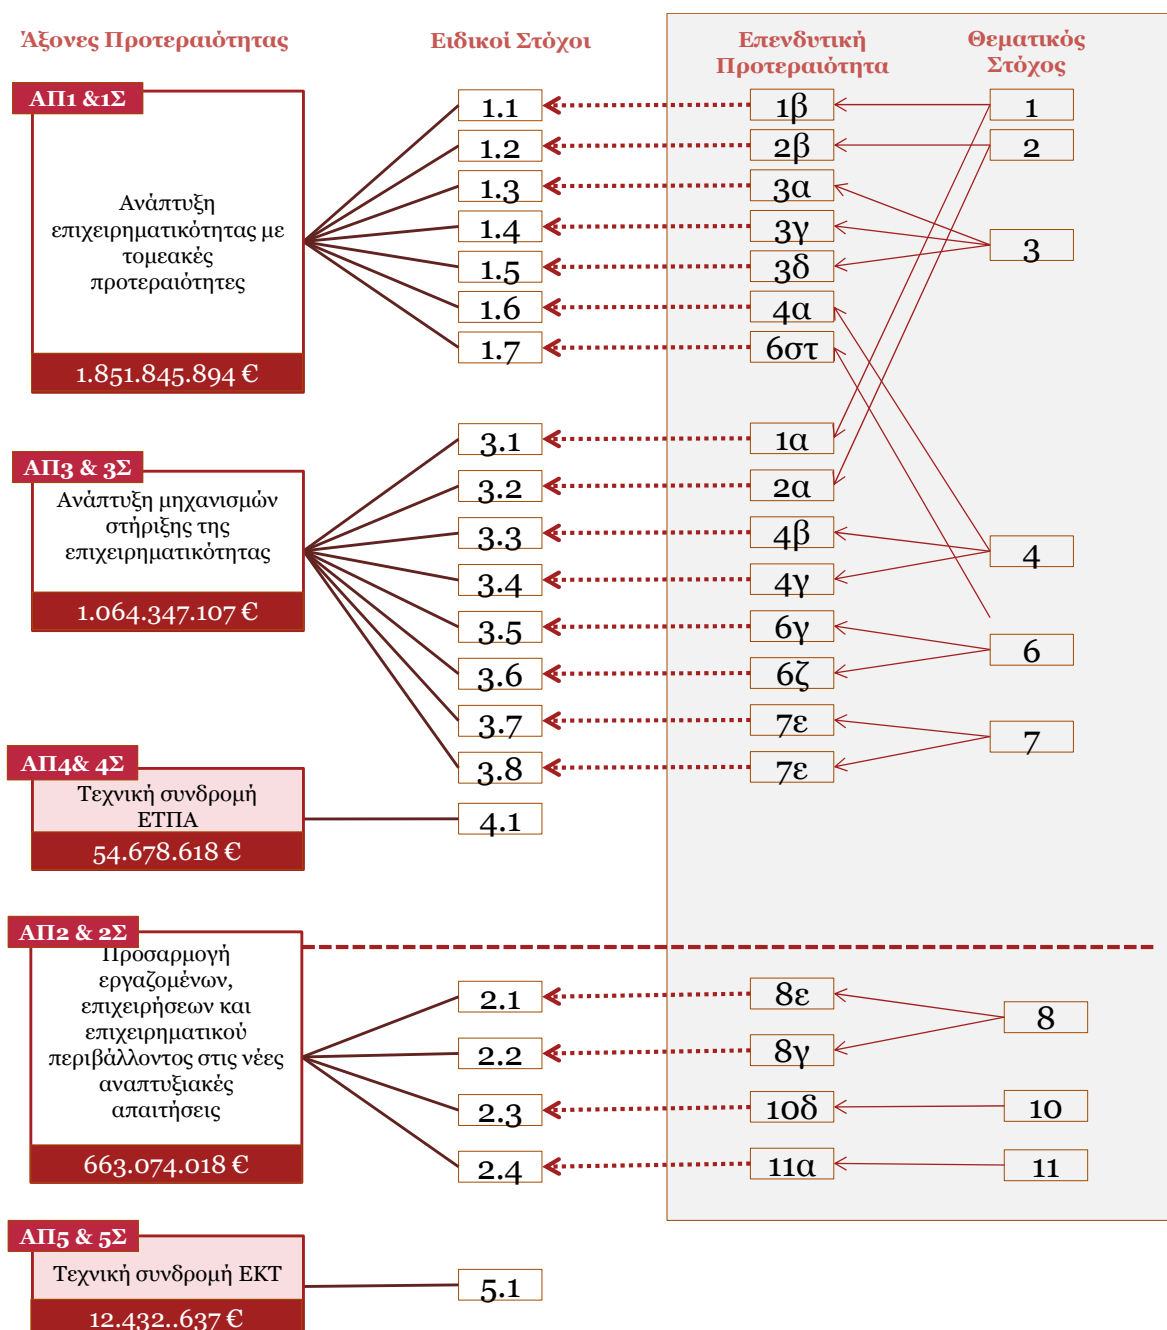 Άξονες Προτεραιότητας
Ειδικοί Στόχοι
Επενδυτική
Προτεραιότητα
Θεματικός
Στόχος
ΑΠ1 &1Σ
Ανάπτυξη
επιχειρηματικότητας με
τομεακές
προτεραιότητες
1.851.845.894 €
1.1
1.2
1.3
1.4
1.5
1.6
1.7
1β
2β
3α
3γ
3δ
4α
6στ
1
2
3
ΑΠ3 & 3Σ
Ανάπτυξη μηχανισμών
στήριξης της
επιχειρηματικότητας
1.064.347.107 €
3.1
3.2
3.3
3.4
3.5
3.6
3.7
3.8
1α
2α
4β
4γ
6γ
6ζ
7ε
7ε
4
6
7
ΑΠ4& 4Σ
Τεχνική συνδρομή
ΕΤΠΑ
54.678.618 €
4.1
ΑΠ2 & 2Σ
Προσαρμογή
εργαζομένων,
επιχειρήσεων και
επιχειρηματικού
περιβάλλοντος στις νέες
αναπτυξιακές
απαιτήσεις
663.074.018 €
2.1
2.2
2.3
2.4
8ε
8γ
10δ
11α
8
10
11
ΑΠ5 & 5Σ
Τεχνική συνδρομή ΕΚΤ
12.432..637 €
5.1